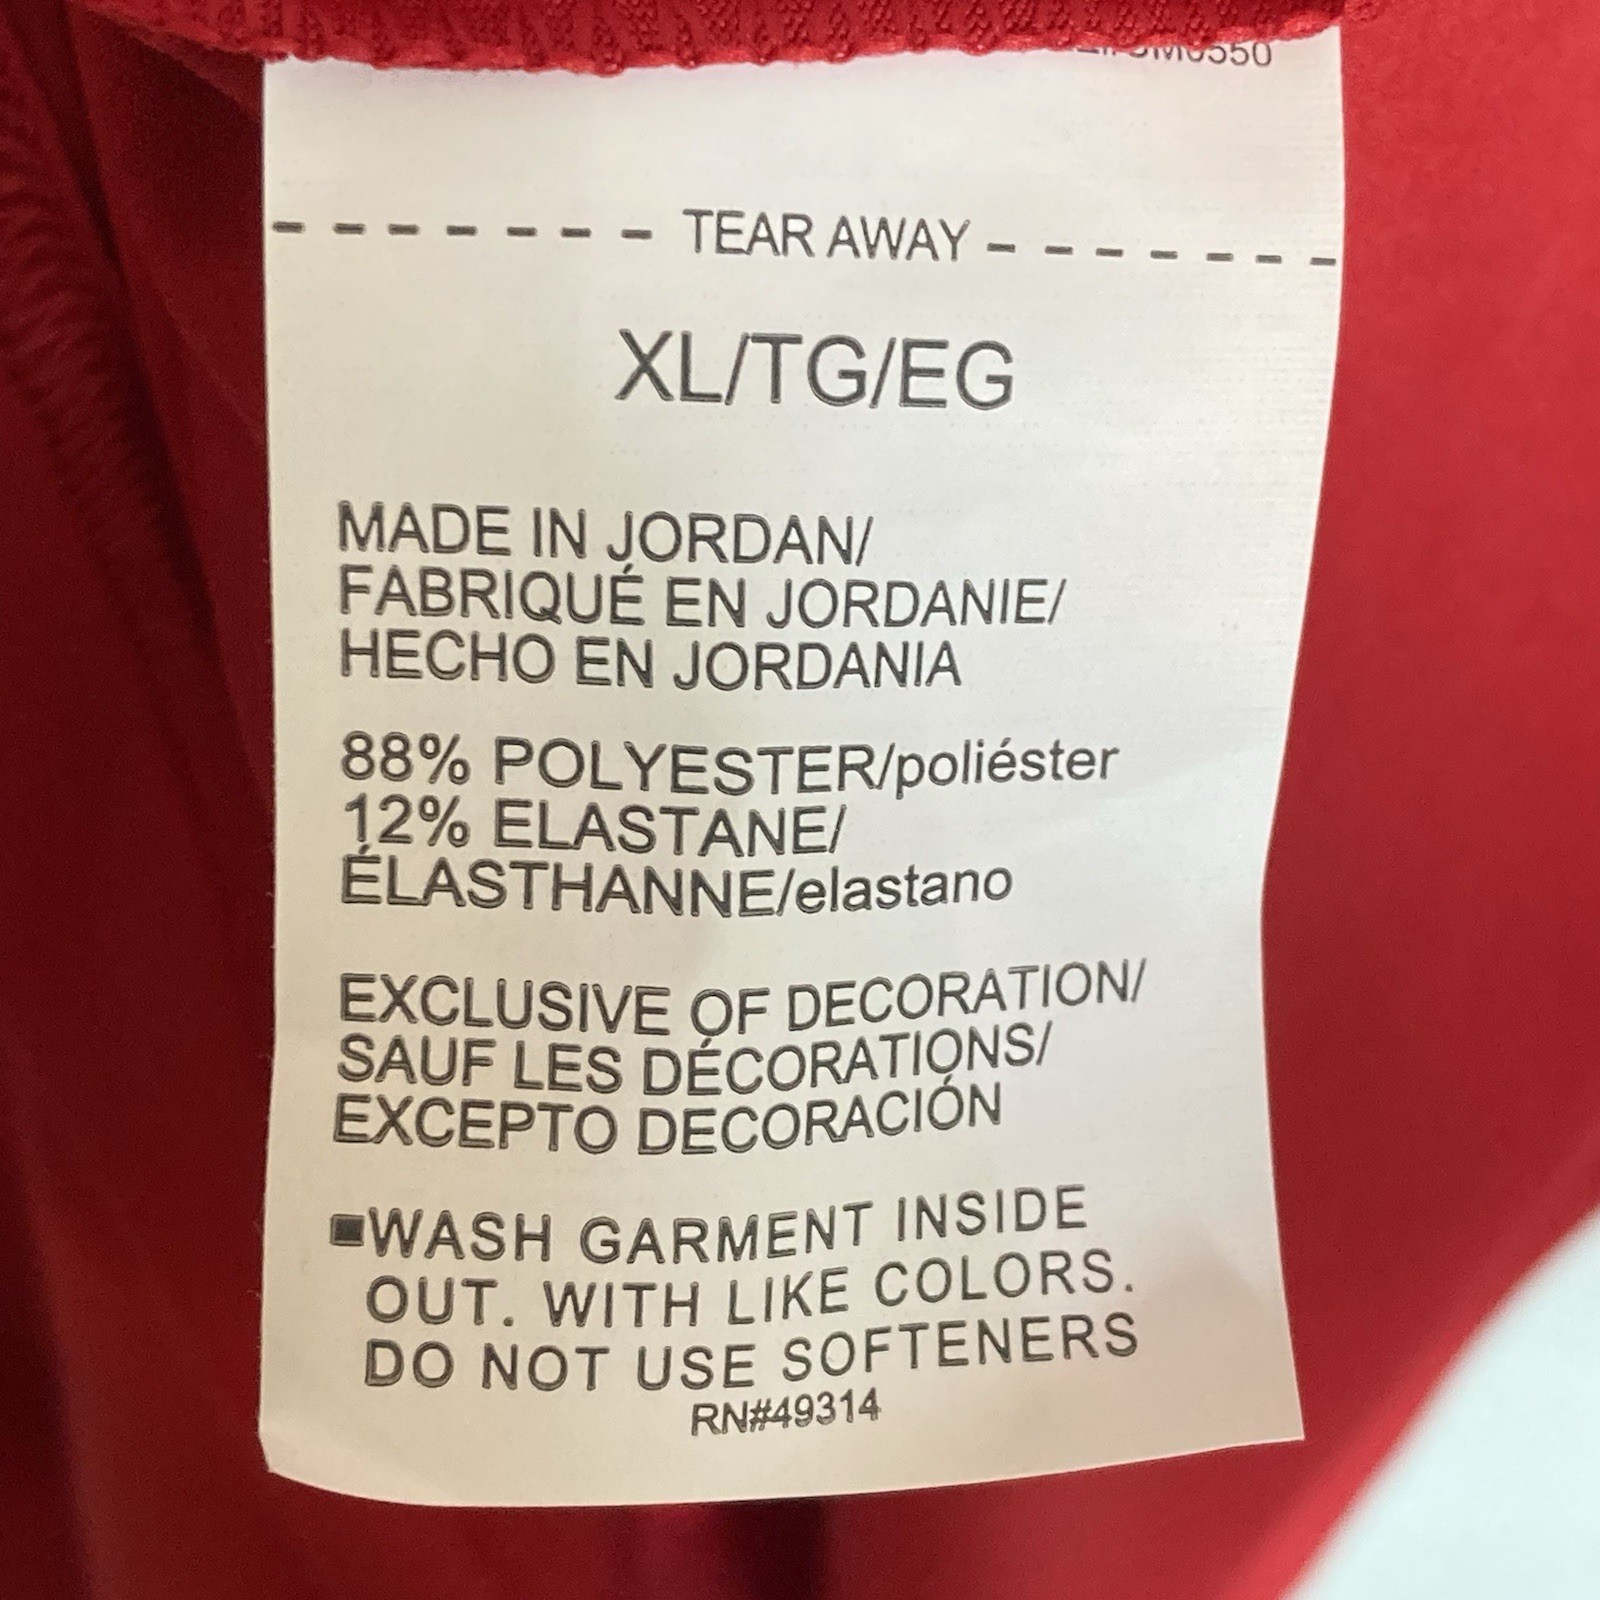 TEAR AWAY
XL/TG/EG
MADE IN JORDAN/
FABRIQUÉ EN JORDANIE/
HECHO EN JORDANIA
88% POLYESTER/poliéster
12% ELASTANE/
ÉLASTHANNE/elastano
EXCLUSIVE OF DECORATION/
SAUF LES DÉCORATIONS/
EXCEPTO DECORACIÓN
■WASH GARMENT INSIDE
OUT. WITH LIKE COLORS.
DO NOT USE SOFTENERS
RN#49314